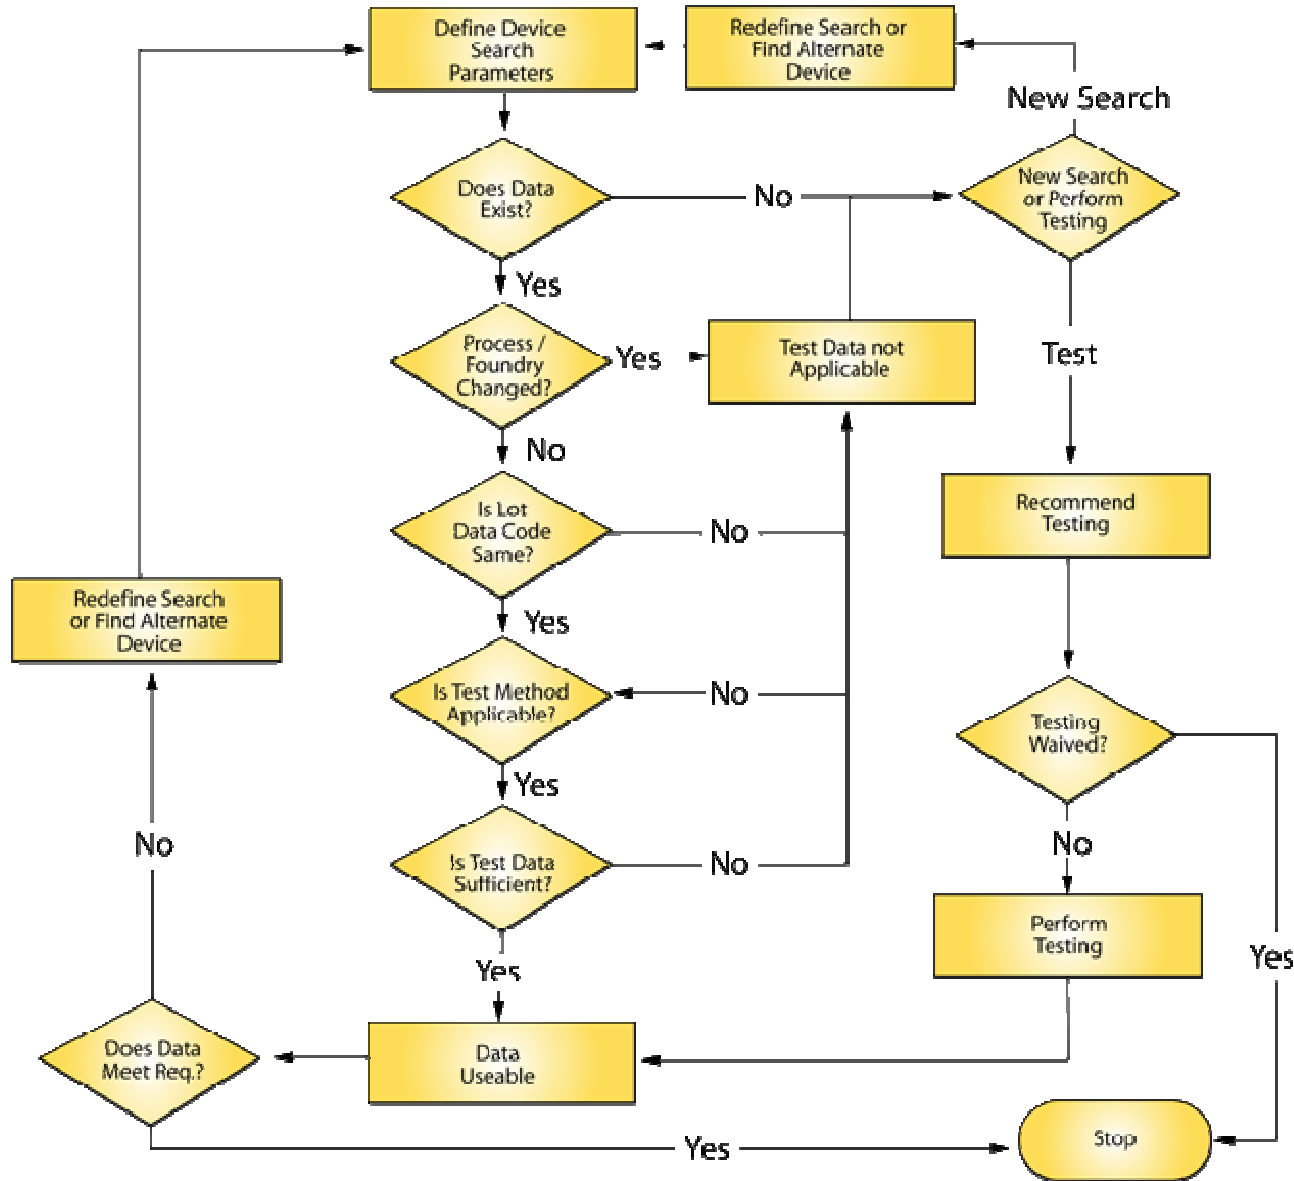 Define Device
Search
Parameters
Redefine Search or
Find Alternate
Device
New Search
Does Data
Exist?
No
New Search
or Perform
Testing
Yes
Process /
Foundry
Changed?
Yes
Test Data not
Applicable
Test
No
Is Lot
Data Code
Same?
No
Recommend
Testing
Redefine Search
or Find Alternate
Device
Yes
Is Test Method
Applicable?
No
Testing
Waived?
Yes
No
No
Is Test Data
Sufficient?
No
Perform
Testing
Yes
Yes
Does Data
Meet Req.?
Data
Useable
Stop
Yes